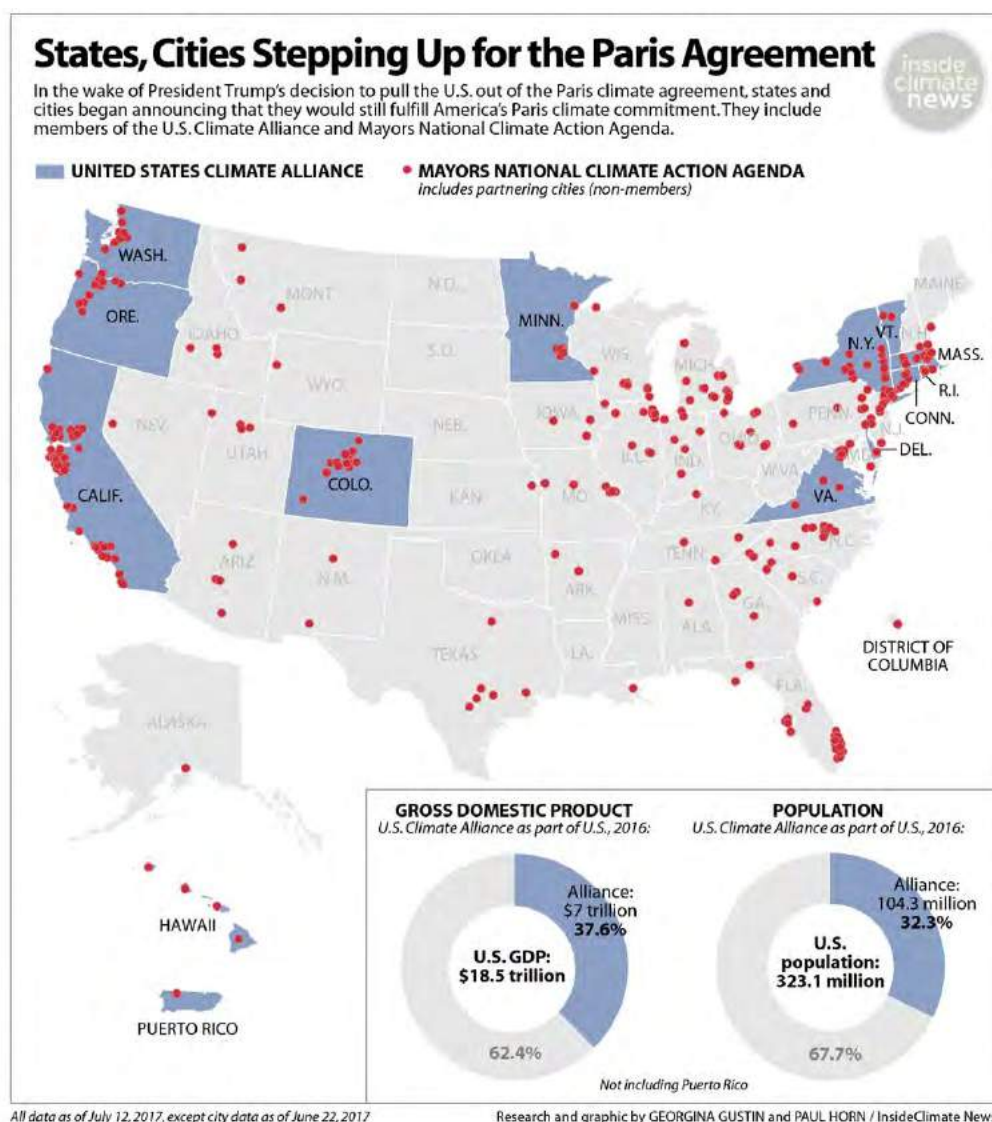 States, Cities Stepping Up for the Paris Agreement
inside
climate
news
In the wake of President Trump's decision to pull the U.S. out of the Paris climate agreement, states and
cities began announcing that they would still fulfill America's Paris climate commitment. They include
members of the U.S. Climate Alliance and Mayors National Climate Action Agenda.
UNITED STATES CLIMATE ALLIANCE
MAYORS NATIONAL CLIMATE ACTION AGENDA
includes partnering cities (non-members)
WASH.
ORE.
CALIF.
NEV.
IDAHO
MONT.
WYO.
UTAH
COLO.
ARIZ.
N.M.
N.D.
S.D.
NEB.
KAN.
OKLA.
TEXAS
MINN.
IOWA
MO.
ARK.
LA.
WIS.
ILL.
MICH.
IND.
OHIO
KY.
TENN.
MISS.
ALA.
GA.
FLA.
S.C.
N.C.
VA.
W.VA.
MD.
PENN.
N.J.
N.Y.
VT.
N.H.
MAINE
MASS.
R.I.
CONN.
DEL.
DISTRICT OF
COLUMBIA
ALASKA
HAWAII
PUERTO RICO
GROSS DOMESTIC PRODUCT
U.S. Climate Alliance as part of U.S., 2016:
Alliance:
$7 trillion
37.6%
U.S. GDP:
$18.5 trillion
62.4%
POPULATION
U.S. Climate Alliance as part of U.S., 2016:
Alliance:
104.3 million
32.3%
U.S.
population:
323.1 million
67.7%
Not including Puerto Rico
All data as of July 12, 2017, except city data as of June 22, 2017
Research and graphic by GEORGINA GUSTIN and PAUL HORN / InsideClimate News